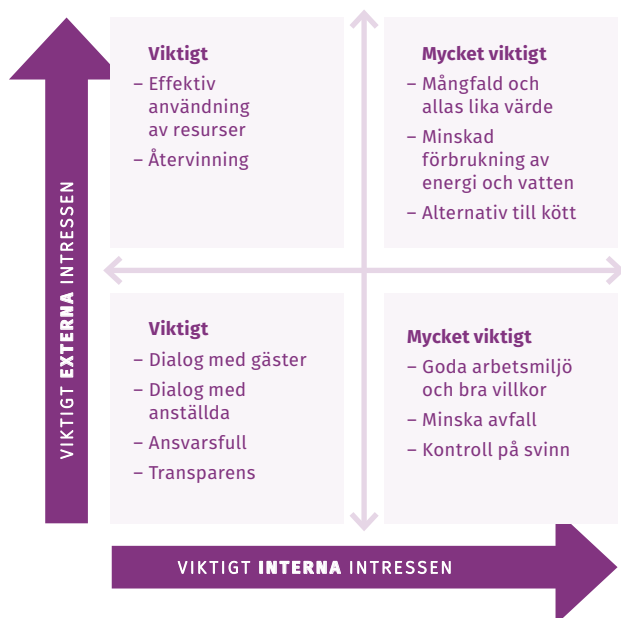 Viktigt
– Effektiv
användning
av resurser
– Återvinning
Mycket viktigt
– Mångfald och
allas lika värde
– Minskad
förbrukning av
energi och vatten
– Alternativ till kött
VIKTIGT EXTERNA INTRESSEN
Viktigt
– Dialog med gäster
– Dialog med
anställda
– Ansvarsfull
– Transparens
Mycket viktigt
– Goda arbetsmiljö
och bra villkor
– Minska avfall
– Kontroll på svinn
VIKTIGT INTERNA INTRESSEN